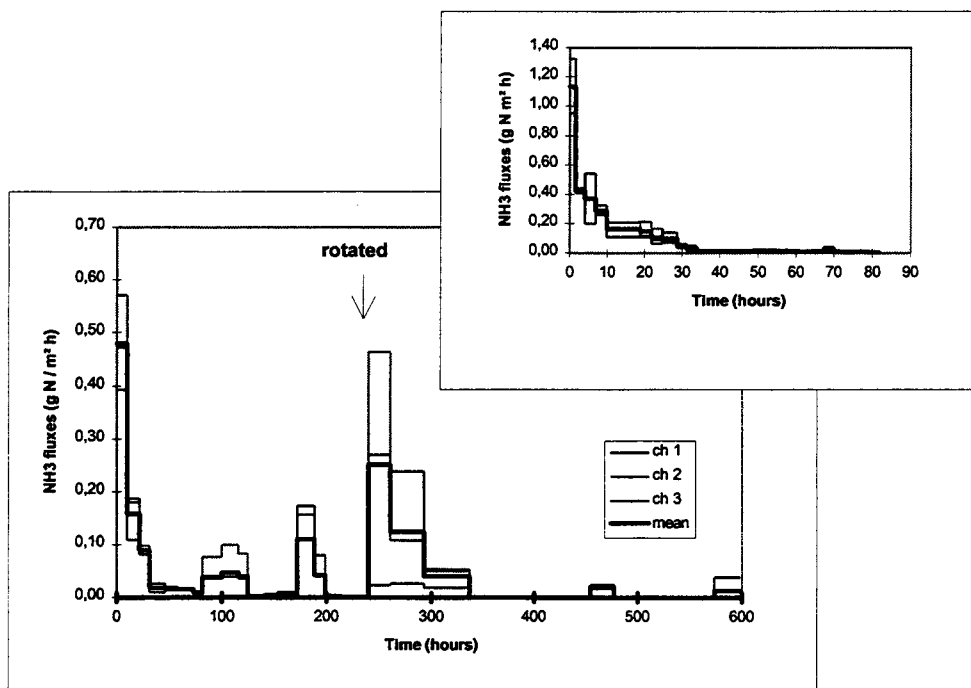 1,40
1,20
1,00
0,80
0,60
0,40
0,20
0,00
NH3 fluxes (g N m² h)
0 10 20 30 40 50 60 70 80 90
Time (hours)
0,70
0,60
0,50
0,40
0,30
0,20
0,10
0,00
NH3 fluxes (g N / m² h)
rotated
ch 1
ch 2
ch 3
mean
0 100 200 300 400 500 600
Time (hours)